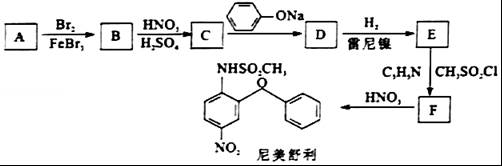 A Br₂ FeBr₃ B HNO₃ H₂SO₄ C ONa D H₂ 雷尼镍 E
C₅H₅N CH₃SO₂Cl
NHSO₂CH₃ O HNO₃ F
NO₂ 尼美舒利